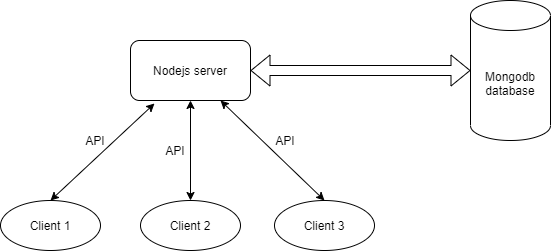 Nodejs server
Mongodb
database
API
API
API
Client 1
Client 2
Client 3